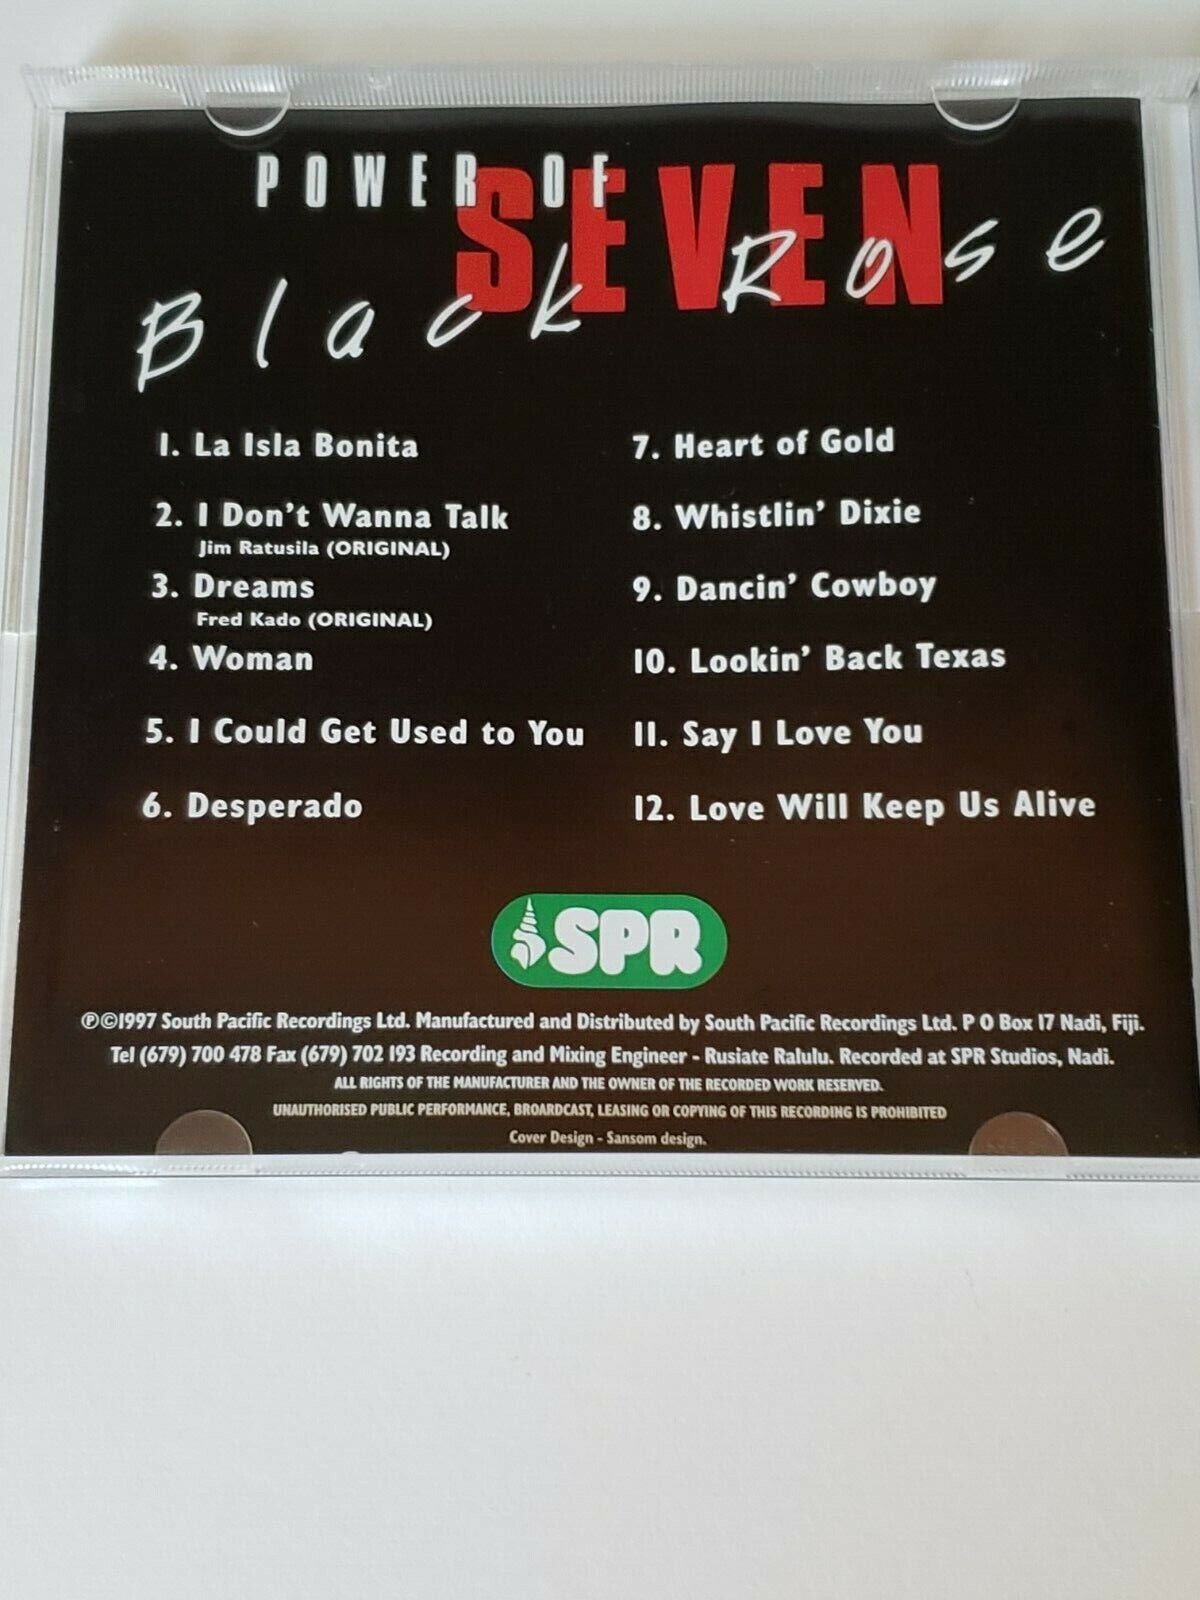 POWER OF
SEVEN
Black Rose
1. La Isla Bonita
2. I Don't Wanna Talk
Jim Ratusila (ORIGINAL)
3. Dreams
Fred Kado (ORIGINAL)
4. Woman
5. I Could Get Used to You
6. Desperado
7. Heart of Gold
8. Whistlin' Dixie
9. Dancin' Cowboy
10. Lookin' Back Texas
11. Say I Love You
12. Love Will Keep Us Alive
SPR
℗©1997 South Pacific Recordings Ltd. Manufactured and Distributed by South Pacific Recordings Ltd. P O Box 17 Nadi, Fiji.
Tel (679) 700 478 Fax (679) 702 193 Recording and Mixing Engineer - Rusiate Ralulu. Recorded at SPR Studios, Nadi.
ALL RIGHTS OF THE MANUFACTURER AND THE OWNER OF THE RECORDED WORK RESERVED.
UNAUTHORISED PUBLIC PERFORMANCE, BROARDCAST, LEASING OR COPYING OF THIS RECORDING IS PROHIBITED
Cover Design - Sansom design.